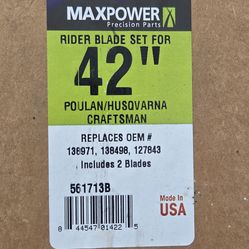 MAXPOWER
Precision Parts
RIDER BLADE SET FOR
42"
POULAN/HUSQVARNA
CRAFTSMAN
REPLACES OEM #
138971, 138498, 127843
Includes 2 Blades
561713B
Made In
USA
8 44547 01422 5